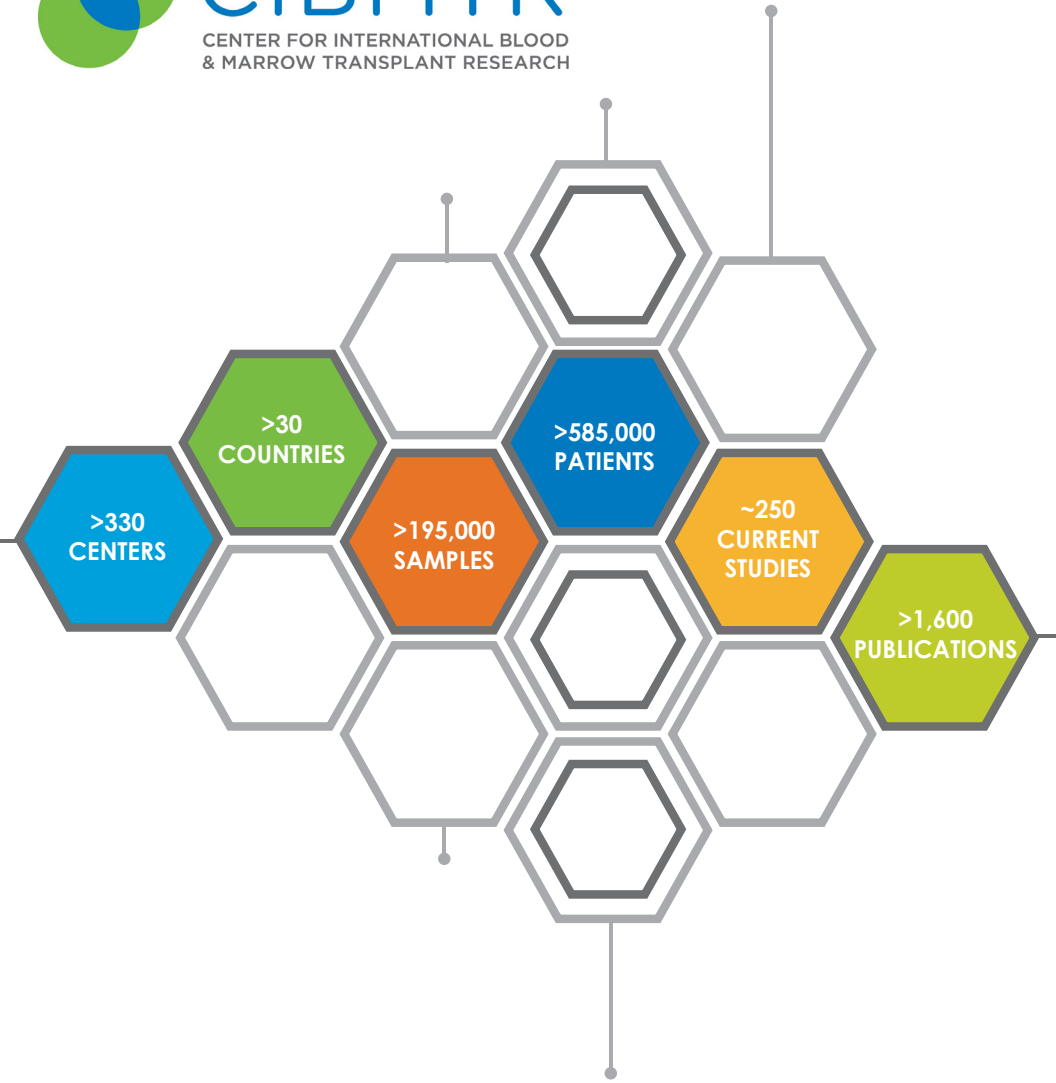 CIBMTR
CENTER FOR INTERNATIONAL BLOOD
& MARROW TRANSPLANT RESEARCH
>30
COUNTRIES
>585,000
PATIENTS
>330
CENTERS
>195,000
SAMPLES
~250
CURRENT
STUDIES
>1,600
PUBLICATIONS